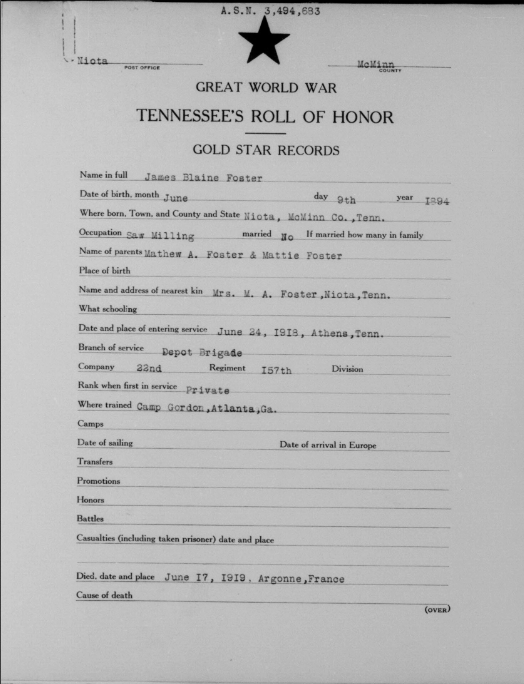 A.S.N. 3,494,683
Niota McMinn
POST OFFICE COUNTY
GREAT WORLD WAR
TENNESSEE'S ROLL OF HONOR
GOLD STAR RECORDS
Name in full James Blaine Foster
Date of birth, month June day 9th year I894
Where born, Town, and County and State Niota, McMinn Co.,Tenn.
Occupation Saw Milling married No If married how many in family
Name of parents Mathew A. Foster & Mattie Foster
Place of birth
Name and address of nearest kin Mrs. M. A. Foster,Niota,Tenn.
What schooling
Date and place of entering service June 24, I9I8, Athens,Tenn.
Branch of service Depot Brigade
Company 22nd Regiment I57th Division
Rank when first in service Private
Where trained Camp Gordon,Atlanta,Ga.
Camps
Date of sailing Date of arrival in Europe
Transfers
Promotions
Honors
Battles
Casualties (including taken prisoner) date and place
Died, date and place June I7, I9I9, Argonne,France
Cause of death
(OVER)